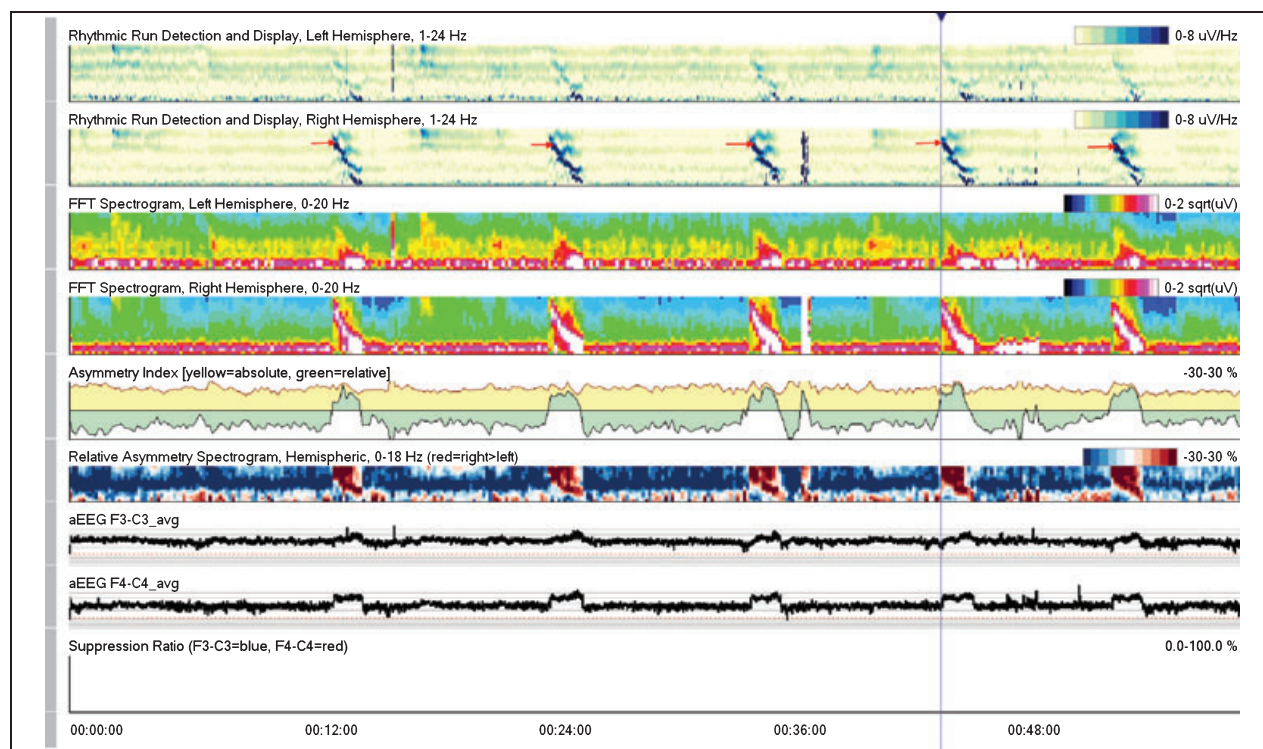 Rhythmic Run Detection and Display, Left Hemisphere, 1-24 Hz 0-8 uV/Hz
Rhythmic Run Detection and Display, Right Hemisphere, 1-24 Hz 0-8 uV/Hz
FFT Spectrogram, Left Hemisphere, 0-20 Hz 0-2 sqrt(uV)
FFT Spectrogram, Right Hemisphere, 0-20 Hz 0-2 sqrt(uV)
Asymmetry Index [yellow=absolute, green=relative] -30-30 %
Relative Asymmetry Spectrogram, Hemispheric, 0-18 Hz (red=right>left) -30-30 %
aEEG F3-C3_avg
aEEG F4-C4_avg
Suppression Ratio (F3-C3=blue, F4-C4=red) 0.0-100.0 %
00:00:00 00:12:00 00:24:00 00:36:00 00:48:00